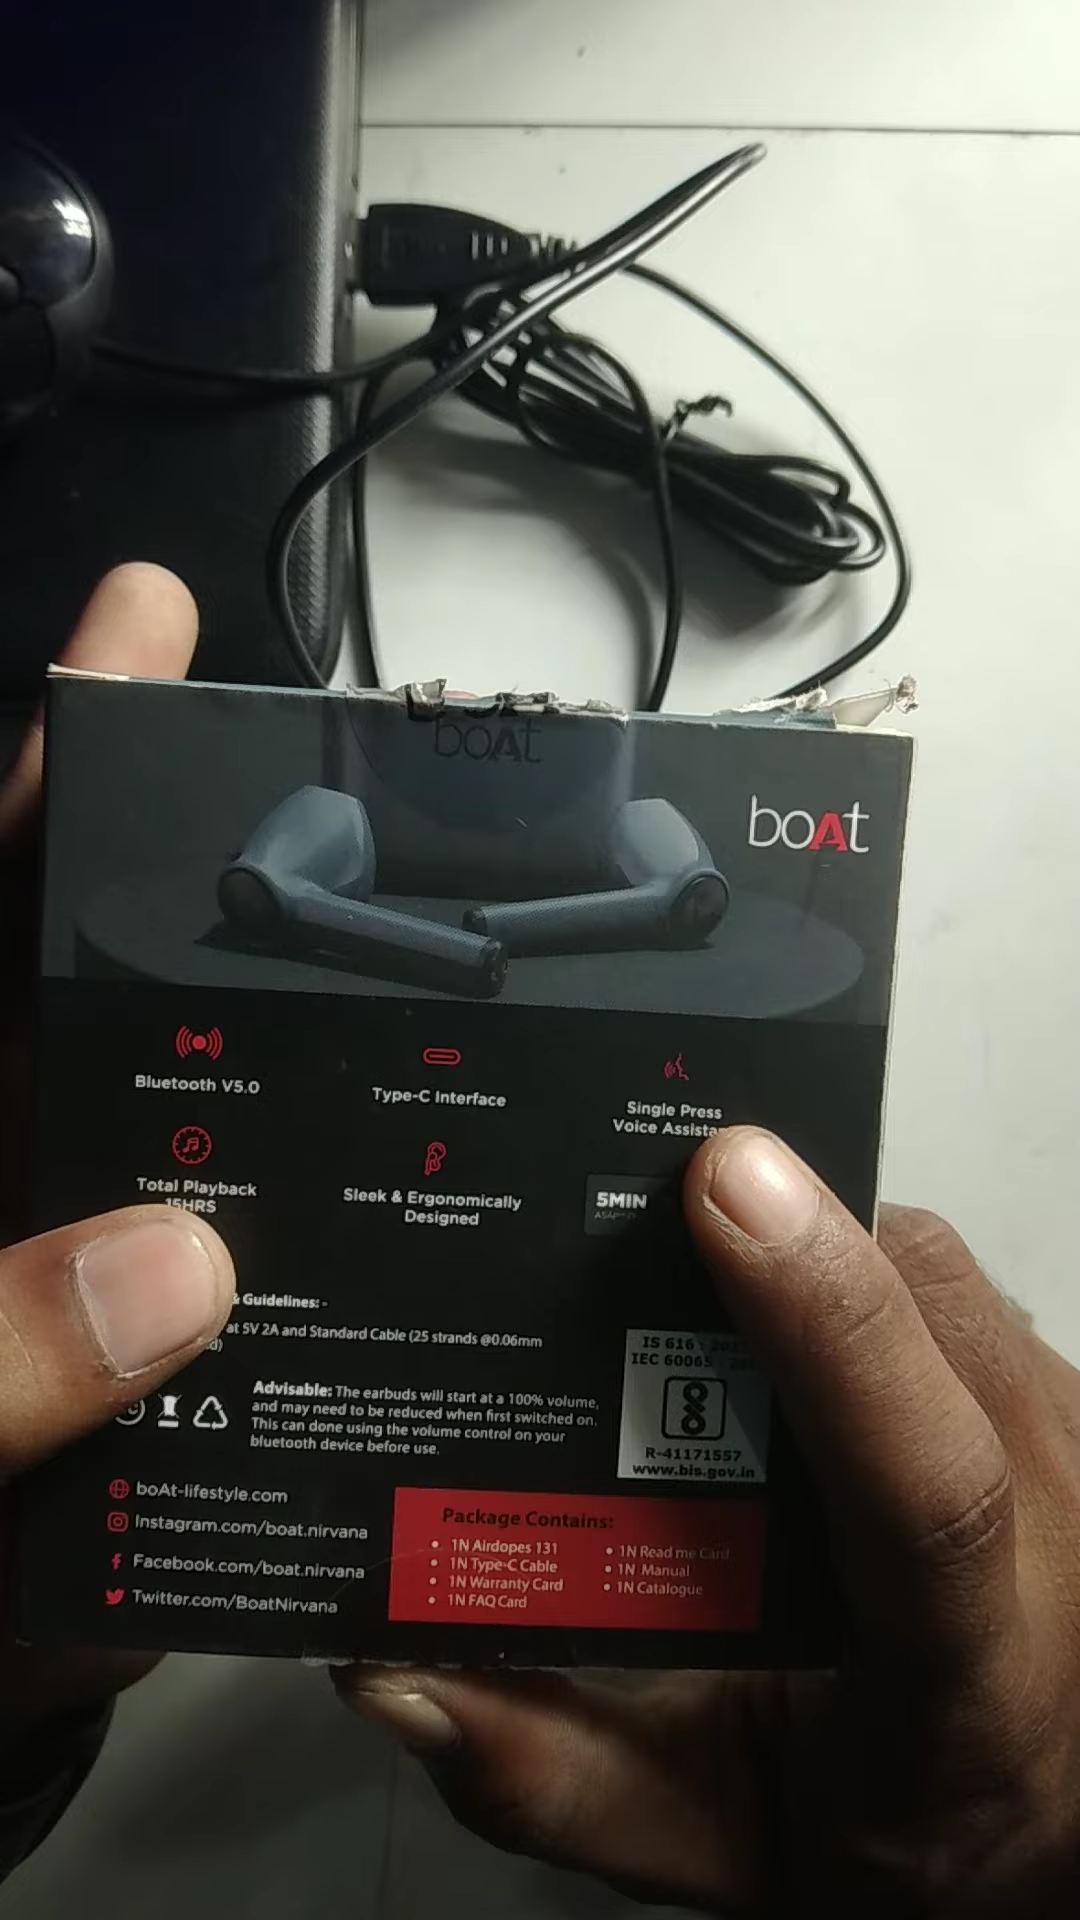 boAt
boAt
Bluetooth V5.0
Type-C Interface
Single Press
Voice
Total Playback
15HRS
Sleek & Ergonomically
Designed
5MIN
& Guidelines: -
at 5V 2A and Standard Cable (25 strands @0.06mm
Advisable: The earbuds will start at a 100% volume,
and may need to be reduced when first switched on.
This can done using the volume control on your
bluetooth device before use.
IS 616 :
IEC 60065 :
R-41171557
www.bis.gov.in
boAt-lifestyle.com
Instagram.com/boat.nirvana
Facebook.com/boat.nirvana
Twitter.com/BoatNirvana
Package Contains:
• 1N Airdopes 131
• 1N Type-C Cable
• 1N Warranty Card
• 1N FAQ Card
• 1N Read me Card
• 1N Manual
• 1N Catalogue